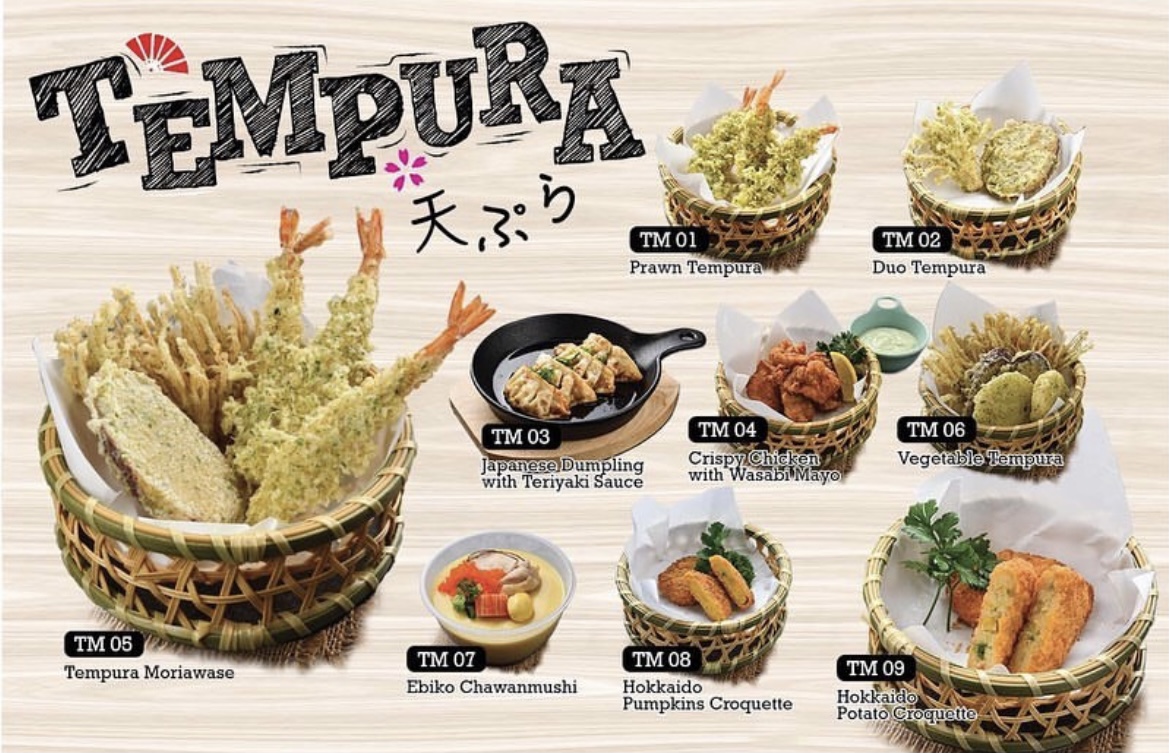 TEMPURA
天ぷら
TM 01
Prawn Tempura
TM 02
Duo Tempura
TM 03
Japanese Dumpling
with Teriyaki Sauce
TM 04
Crispy Chicken
with Wasabi Mayo
TM 06
Vegetable Tempura
TM 05
Tempura Moriawase
TM 07
Ebiko Chawanmushi
TM 08
Hokkaido
Pumpkins Croquette
TM 09
Hokkaido
Potato Croquette